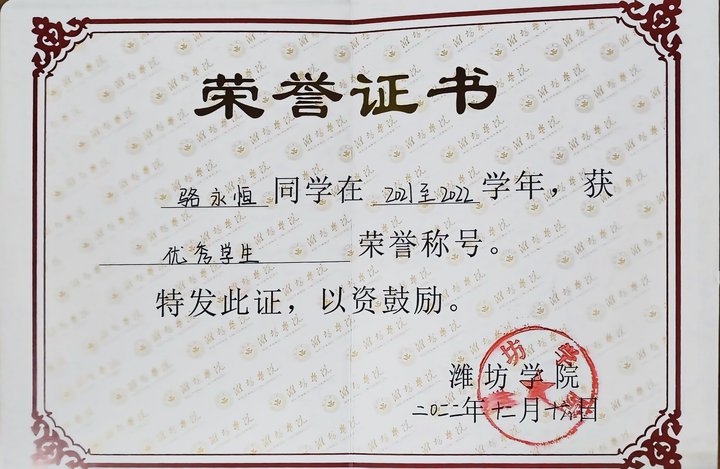 荣誉证书
骆永恒同学在2021至2022学年，获
优秀学生荣誉称号。
特发此证，以资鼓励。
潍坊学院
二〇二二年十二月十六日